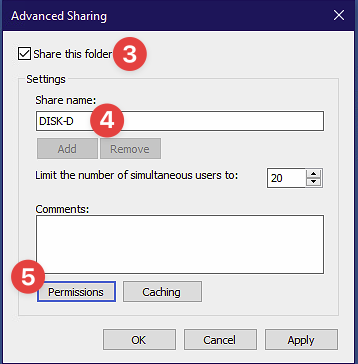 Advanced Sharing
Share this folder 3
Settings
Share name:
DISK-D 4
Add Remove
Limit the number of simultaneous users to: 20
Comments:
5
Permissions Caching
OK Cancel Apply